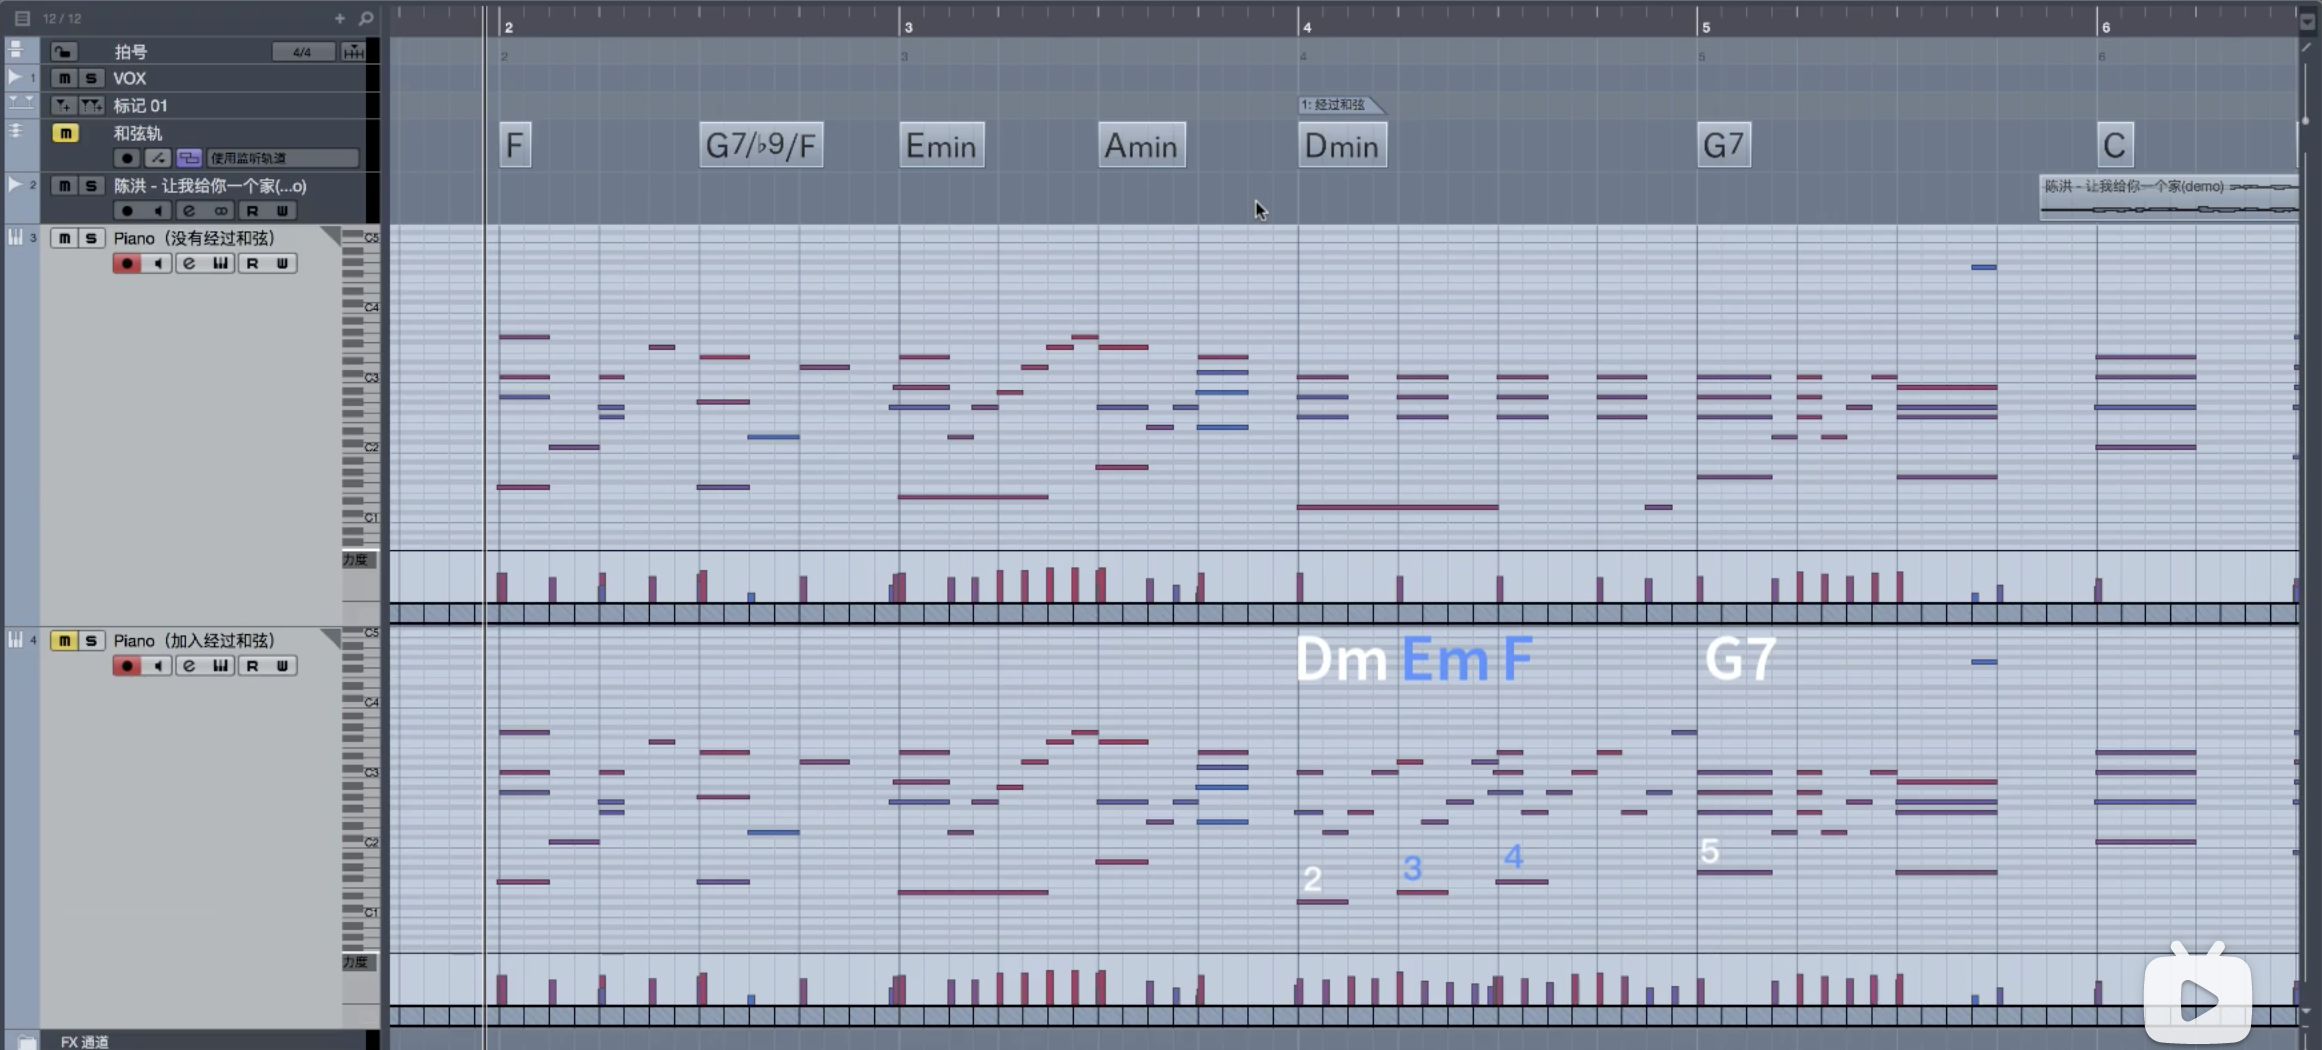 12 / 12
2 3 4 5 6
拍号 4/4
2 3 4 5 6
1 m S VOX
标记 01
1: 经过和弦
m 和弦轨
F G7/♭9/F Emin Amin Dmin G7 C
使用监听轨道
2 m S 陈洪 - 让我给你一个家(...o)
陈洪 - 让我给你一个家(demo)
e R W
3 m S Piano（没有经过和弦）
e R W
C5
C4
C3
C2
C1
力度
4 m S Piano（加入经过和弦）
e R W
C5
Dm Em F G7
C4
C3
C2
2 3 4 5
C1
力度
FX 通道